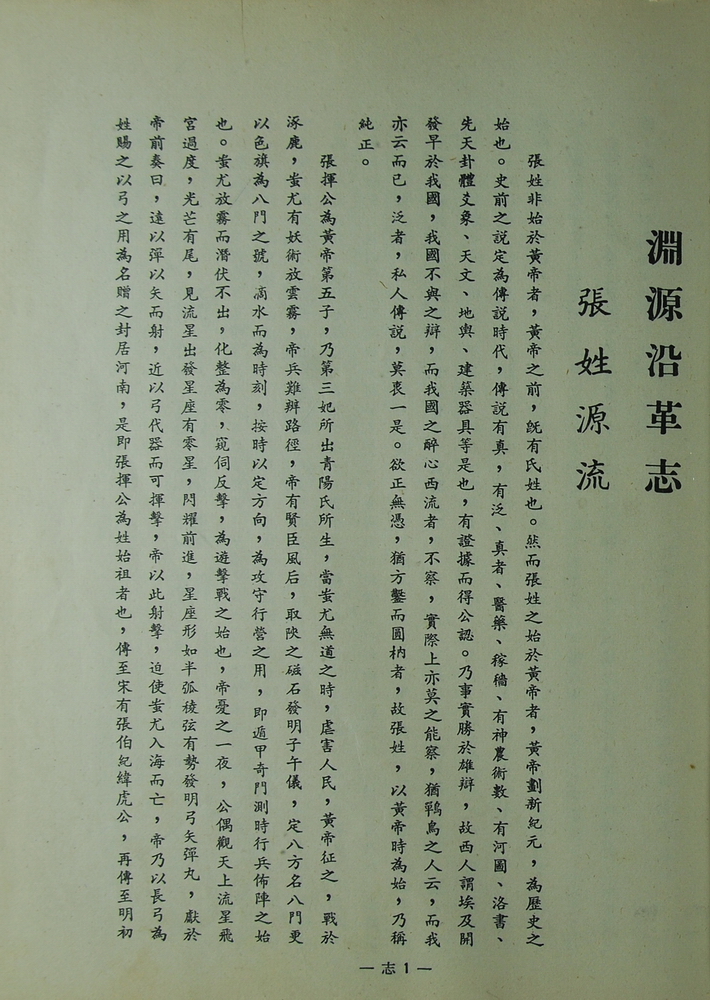 淵源沿革志
張姓源流
張姓非始於黃帝者，黃帝之前，旣有氏姓也。然而張姓之始於黃帝者，黃帝劃新紀元，為歷史之
始也。史前之説定為傳説時代，傳説有真，有泛、真者、醫藥、稼穡、有神農術數、有河圖、洛書、
先天卦體爻象、天文、地輿、建築器具等是也，有證據而得公認。乃事實勝於雄辯，故西人謂埃及開
發早於我國，我國不與之辯，而我國之醉心西流者，不察，實際上亦莫之能察，猶鸅鳥之人云，而我
亦云而已，泛者，私人傳説，莫衷一是。欲正無憑，猶方鑿而圓枘者，故張姓，以黃帝時為始，乃稱
純正。
張揮公為黃帝第五子，乃第三妃所出青陽氏所生，當蚩尤無道之時，虐害人民，黃帝征之，戰於
涿鹿，蚩尤有妖術放雲霧，帝兵難辦路徑，帝有賢臣風后，取陝之磁石發明子午儀，定八方名八門更
以色旗為八門之號，滴水而為時刻，按時以定方向，為攻守行營之用，即遁甲奇門測時行兵佈陣之始
也。蚩尤放霧而潛伏不出，化整為零，窺伺反擊，為遊擊戰之始也，帝憂之一夜，公偶觀天上流星飛
宮過度，光芒有尾，見流星出發星座有零星，閃耀前進，星座形如半弧稜弦有勢發明弓矢彈丸，獻於
帝前奏曰，遠以彈以矢而射，近以弓代器而可揮擊，帝以此射擊，迫使蚩尤入海而亡，帝乃以長弓為
姓賜之以弓之用為名贈之封居河南，是即張揮公為姓始祖者也，傳至宋有張伯紀緯虎公，再傳至明初
— 志 1 —